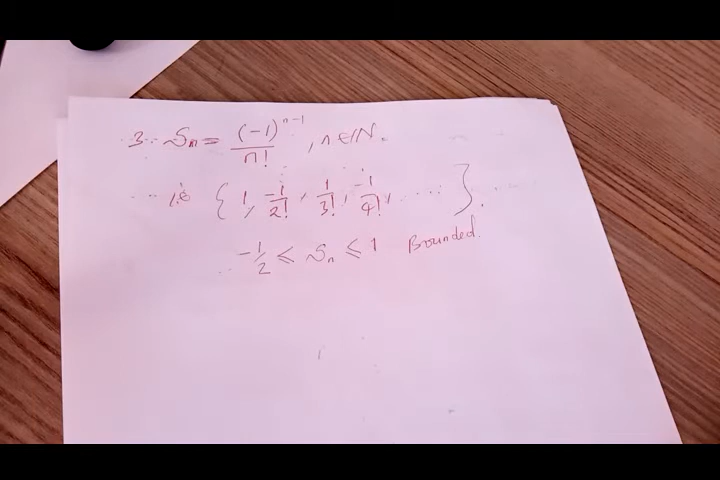 3. Sn = (-1)^n-1 / n! , n ∈ N.
i.e {1, -1/2!, 1/3!, -1/4!, ....}.
-1/2 ≤ Sn ≤ 1 Bounded.